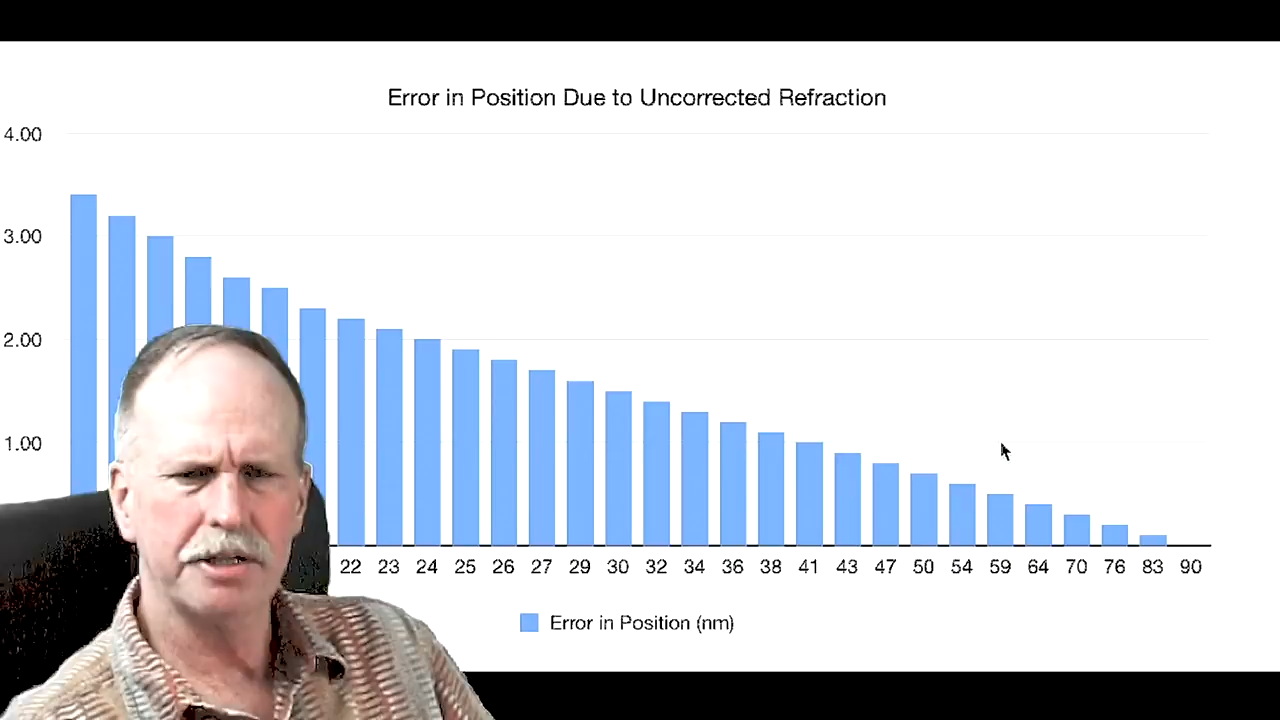 Error in Position Due to Uncorrected Refraction
4.00
3.00
2.00
1.00
22 23 24 25 26 27 29 30 32 34 36 38 41 43 47 50 54 59 64 70 76 83 90
Error in Position (nm)